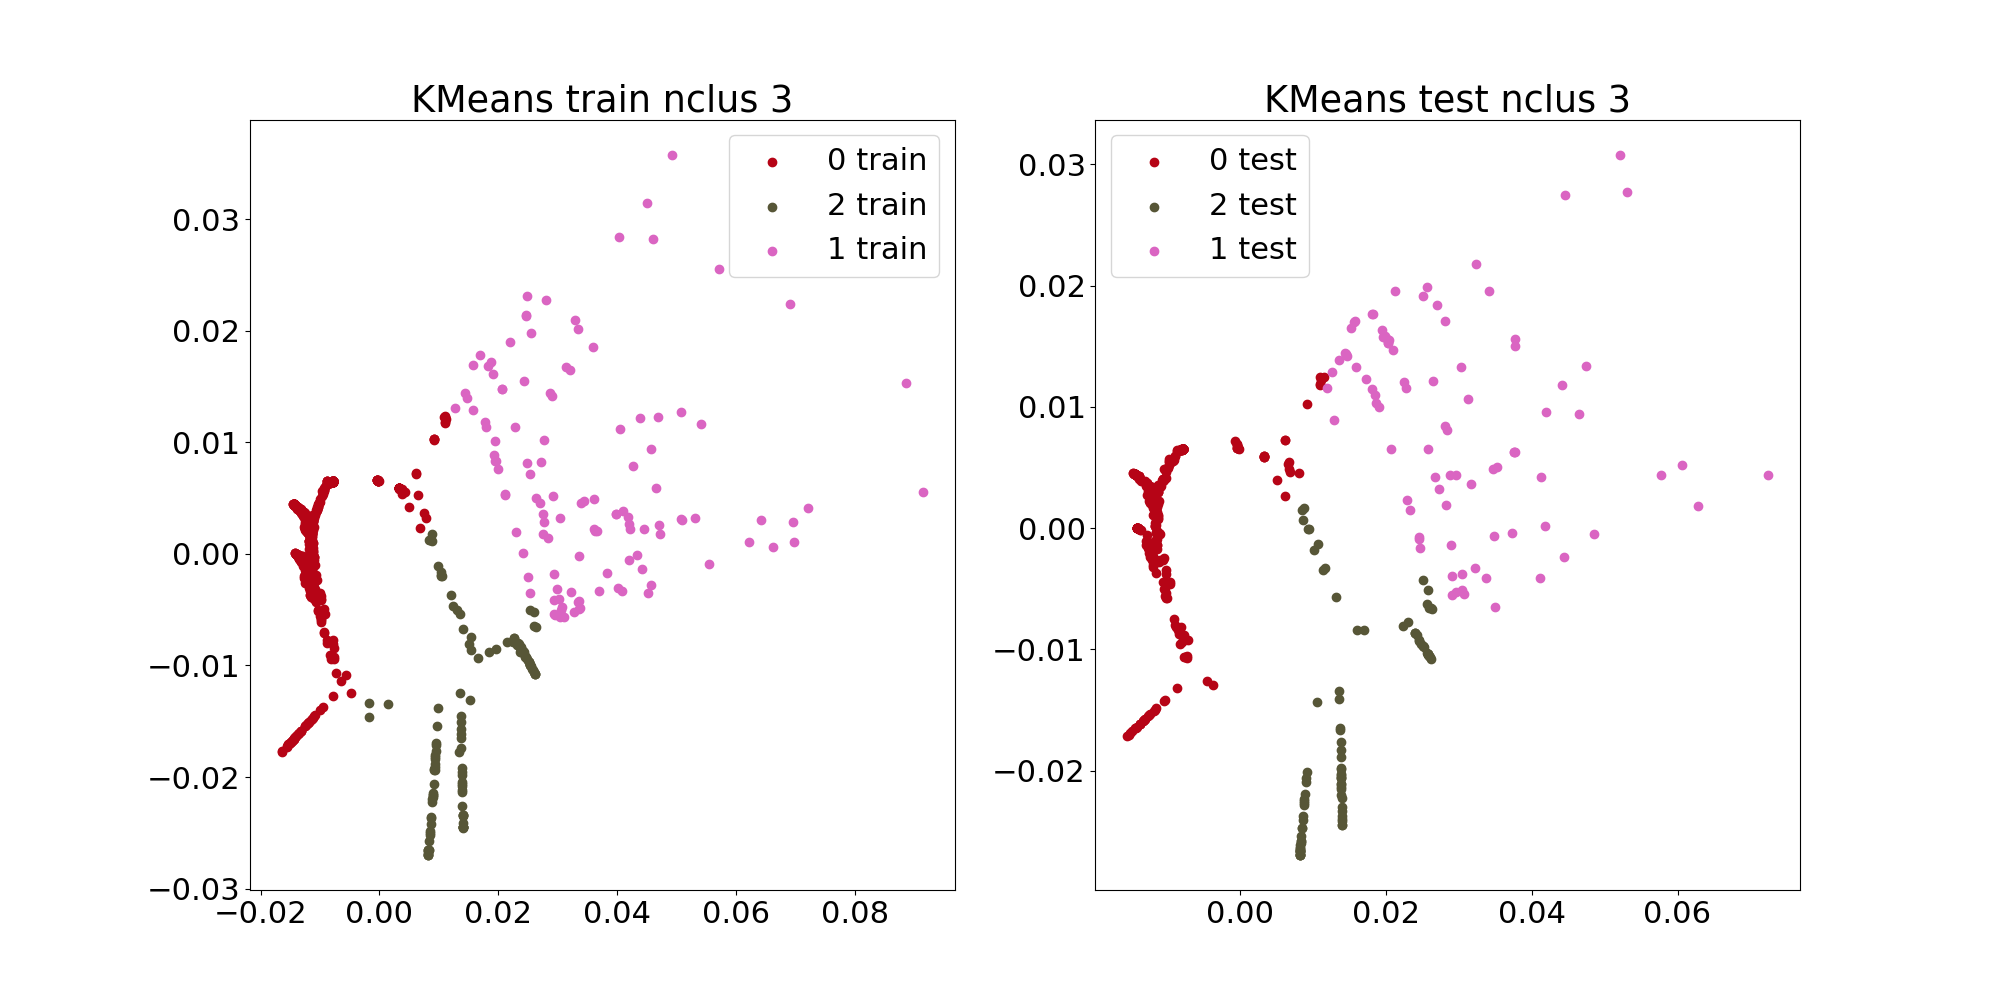 KMeans train nclus 3
0 train
2 train
1 train
0.03
0.02
0.01
0.00
−0.01
−0.02
−0.03
−0.02 0.00 0.02 0.04 0.06 0.08
KMeans test nclus 3
0 test
2 test
1 test
0.03
0.02
0.01
0.00
−0.01
−0.02
0.00 0.02 0.04 0.06